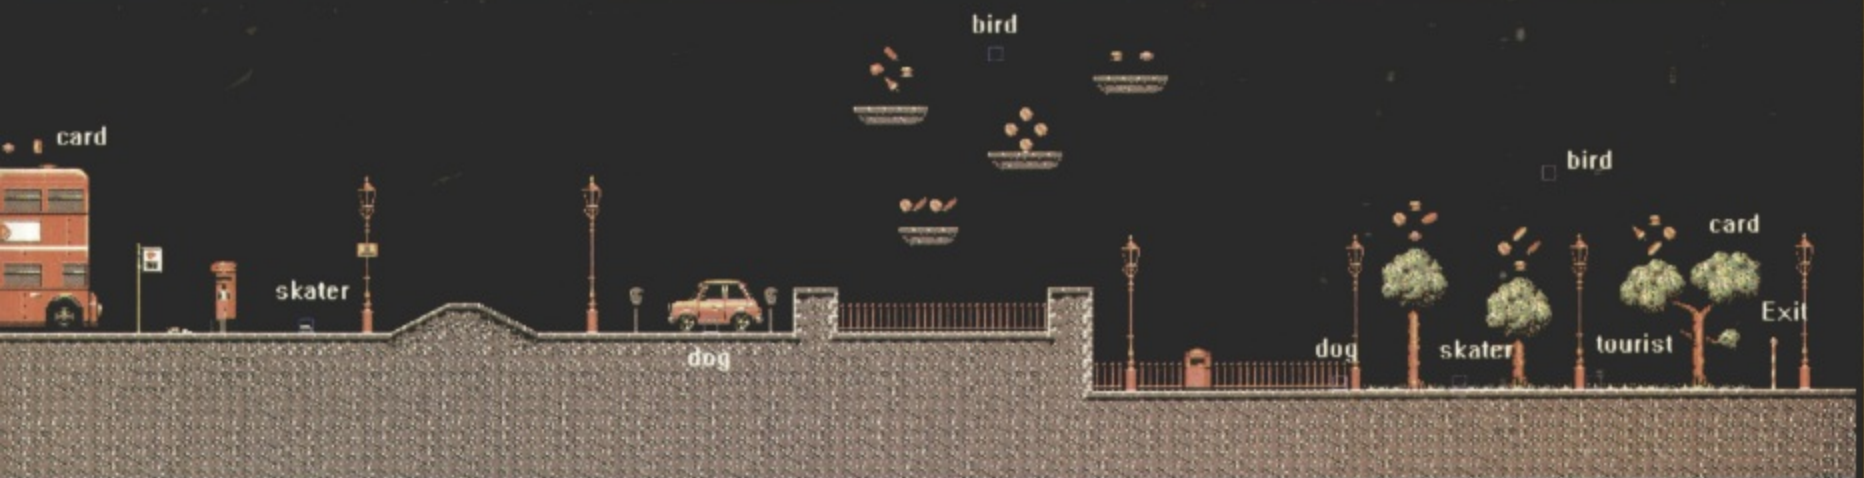 bird
card
bird
card
skater
Exit
dog
dog
skater
tourist